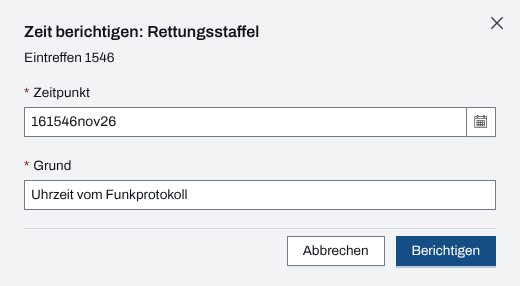 Zeit berichtigen: Rettungsstaffel
Eintreffen 1546
* Zeitpunkt
161546nov26
* Grund
Uhrzeit vom Funkprotokoll
Abbrechen Berichtigen